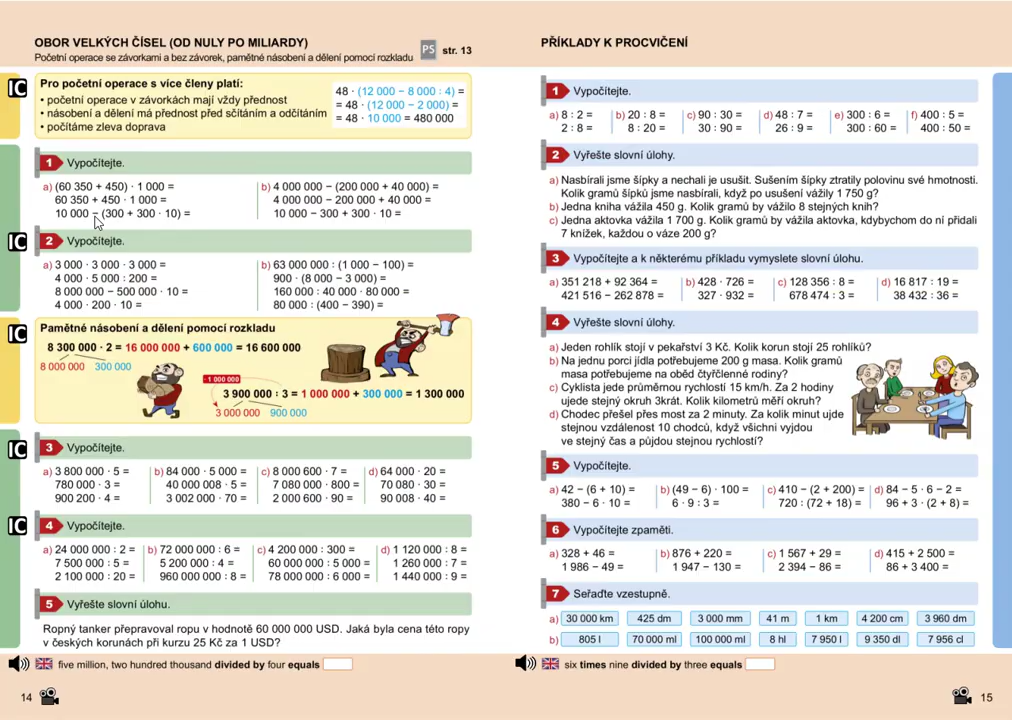 OBOR VELKÝCH ČÍSEL (OD NULY PO MILIARDY)
Početní operace se závorkami a bez závorek, pamětné násobení a dělení pomocí rozkladu
PS str. 13
IC
Pro početní operace s více členy platí:
• početní operace v závorkách mají vždy přednost
• násobení a dělení má přednost před sčítáním a odčítáním
• počítáme zleva doprava
48 · (12 000 − 8 000 : 4) =
= 48 · (12 000 − 2 000) =
= 48 · 10 000 = 480 000
1 Vypočítejte.
a) (60 350 + 450) · 1 000 =
60 350 + 450 · 1 000 =
10 000 − (300 + 300 · 10) =
b) 4 000 000 − (200 000 + 40 000) =
4 000 000 − 200 000 + 40 000 =
10 000 − 300 + 300 · 10 =
IC
2 Vypočítejte.
a) 3 000 · 3 000 · 3 000 =
4 000 · 5 000 : 200 =
8 000 000 − 500 000 · 10 =
4 000 · 200 · 10 =
b) 63 000 000 : (1 000 − 100) =
900 · (8 000 − 3 000) =
160 000 : 40 000 · 80 000 =
80 000 : (400 − 390) =
IC
Pamětné násobení a dělení pomocí rozkladu
8 300 000 · 2 = 16 000 000 + 600 000 = 16 600 000
8 000 000 300 000
· 1 000 000
3 900 000 : 3 = 1 000 000 + 300 000 = 1 300 000
3 000 000 900 000
IC
3 Vypočítejte.
a) 3 800 000 · 5 =
780 000 · 3 =
900 200 · 4 =
b) 84 000 · 5 000 =
40 000 008 · 5 =
3 002 000 · 70 =
c) 8 000 600 · 7 =
7 080 000 · 800 =
2 000 600 · 90 =
d) 64 000 · 20 =
70 080 · 30 =
90 008 · 40 =
IC
4 Vypočítejte.
a) 24 000 000 : 2 =
7 500 000 : 5 =
2 100 000 : 20 =
b) 72 000 000 : 6 =
5 200 000 : 4 =
960 000 000 : 8 =
c) 4 200 000 : 300 =
60 000 000 : 5 000 =
78 000 000 : 6 000 =
d) 1 120 000 : 8 =
1 260 000 : 7 =
1 440 000 : 9 =
5 Vyřešte slovní úlohu.
Ropný tanker přepravoval ropu v hodnotě 60 000 000 USD. Jaká byla cena této ropy
v českých korunách při kurzu 25 Kč za 1 USD?
five million, two hundred thousand divided by four equals
14
PŘÍKLADY K PROCVIČENÍ
1 Vypočítejte.
a) 8 : 2 =
2 : 8 =
b) 20 : 8 =
8 : 20 =
c) 90 : 30 =
30 : 90 =
d) 48 : 7 =
26 : 9 =
e) 300 : 6 =
300 : 60 =
f) 400 : 5 =
400 : 50 =
2 Vyřešte slovní úlohy.
a) Nasbírali jsme šípky a nechali je usušit. Sušením šípky ztratily polovinu své hmotnosti.
Kolik gramů šípků jsme nasbírali, když po usušení vážily 1 750 g?
b) Jedna kniha vážila 450 g. Kolik gramů by vážilo 8 stejných knih?
c) Jedna aktovka vážila 1 700 g. Kolik gramů by vážila aktovka, kdybychom do ní přidali
7 knížek, každou o váze 200 g?
3 Vypočítejte a k některému příkladu vymyslete slovní úlohu.
a) 351 218 + 92 364 =
421 516 − 262 878 =
b) 428 · 726 =
327 · 932 =
c) 128 356 : 8 =
678 474 : 3 =
d) 16 817 : 19 =
38 432 : 36 =
4 Vyřešte slovní úlohy.
a) Jeden rohlík stojí v pekařství 3 Kč. Kolik korun stojí 25 rohlíků?
b) Na jednu porci jídla potřebujeme 200 g masa. Kolik gramů
masa potřebujeme na oběd čtyřčlenné rodiny?
c) Cyklista jede průměrnou rychlostí 15 km/h. Za 2 hodiny
ujede stejný okruh 3krát. Kolik kilometrů měří okruh?
d) Chodec přešel přes most za 2 minuty. Za kolik minut ujde
stejnou vzdálenost 10 chodců, když všichni vyjdou
ve stejný čas a půjdou stejnou rychlostí?
5 Vypočítejte.
a) 42 − (6 + 10) =
380 − 6 · 10 =
b) (49 − 6) · 100 =
6 · 9 : 3 =
c) 410 − (2 + 200) =
720 : (72 + 18) =
d) 84 − 5 · 6 − 2 =
96 + 3 · (2 + 8) =
6 Vypočítejte zpaměti.
a) 328 + 46 =
1 986 − 49 =
b) 876 + 220 =
1 947 − 130 =
c) 1 567 + 29 =
2 394 − 86 =
d) 415 + 2 500 =
86 + 3 400 =
7 Seřaďte vzestupně.
a) 30 000 km 425 dm 3 000 mm 41 m 1 km 4 200 cm 3 960 dm
b) 805 l 70 000 ml 100 000 ml 8 hl 7 950 l 9 350 dl 7 956 cl
six times nine divided by three equals
15